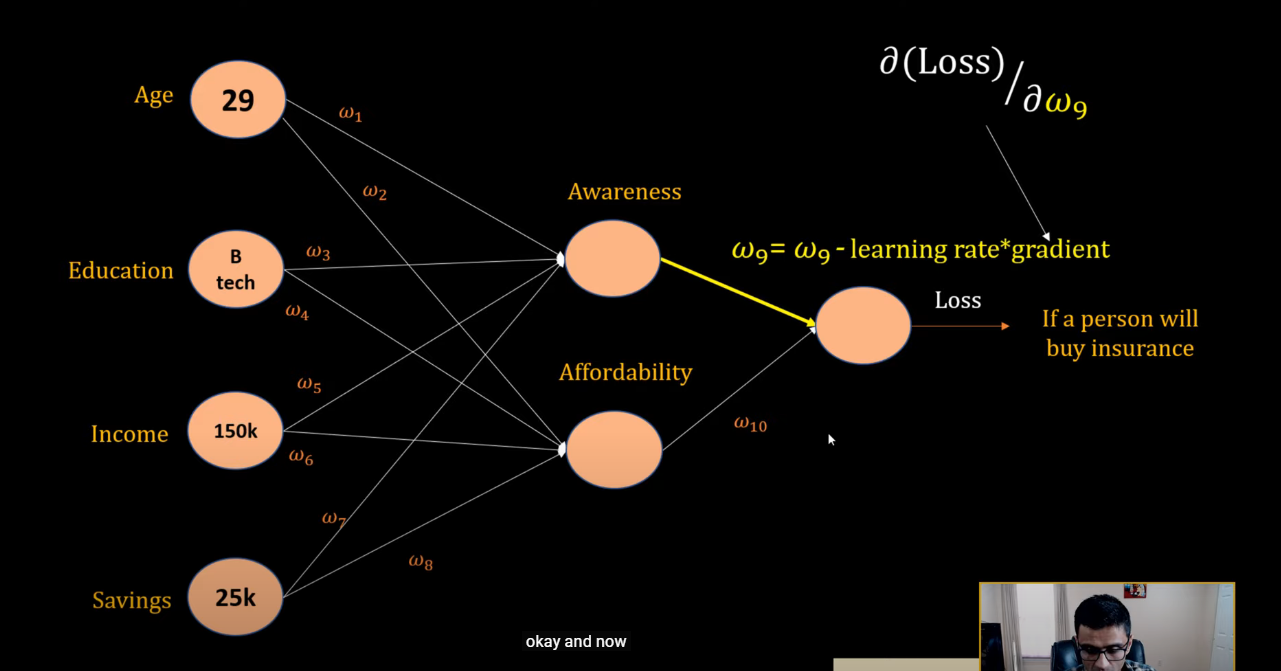 ∂(Loss)/∂ω₉
Age
29
ω₁
ω₂
Awareness
ω₉= ω₉ - learning rate*gradient
Education
B
tech
ω₃
ω₄
Loss
If a person will
buy insurance
Affordability
ω₅
Income
150k
ω₆
ω₁₀
ω₇
ω₈
Savings
25k
okay and now